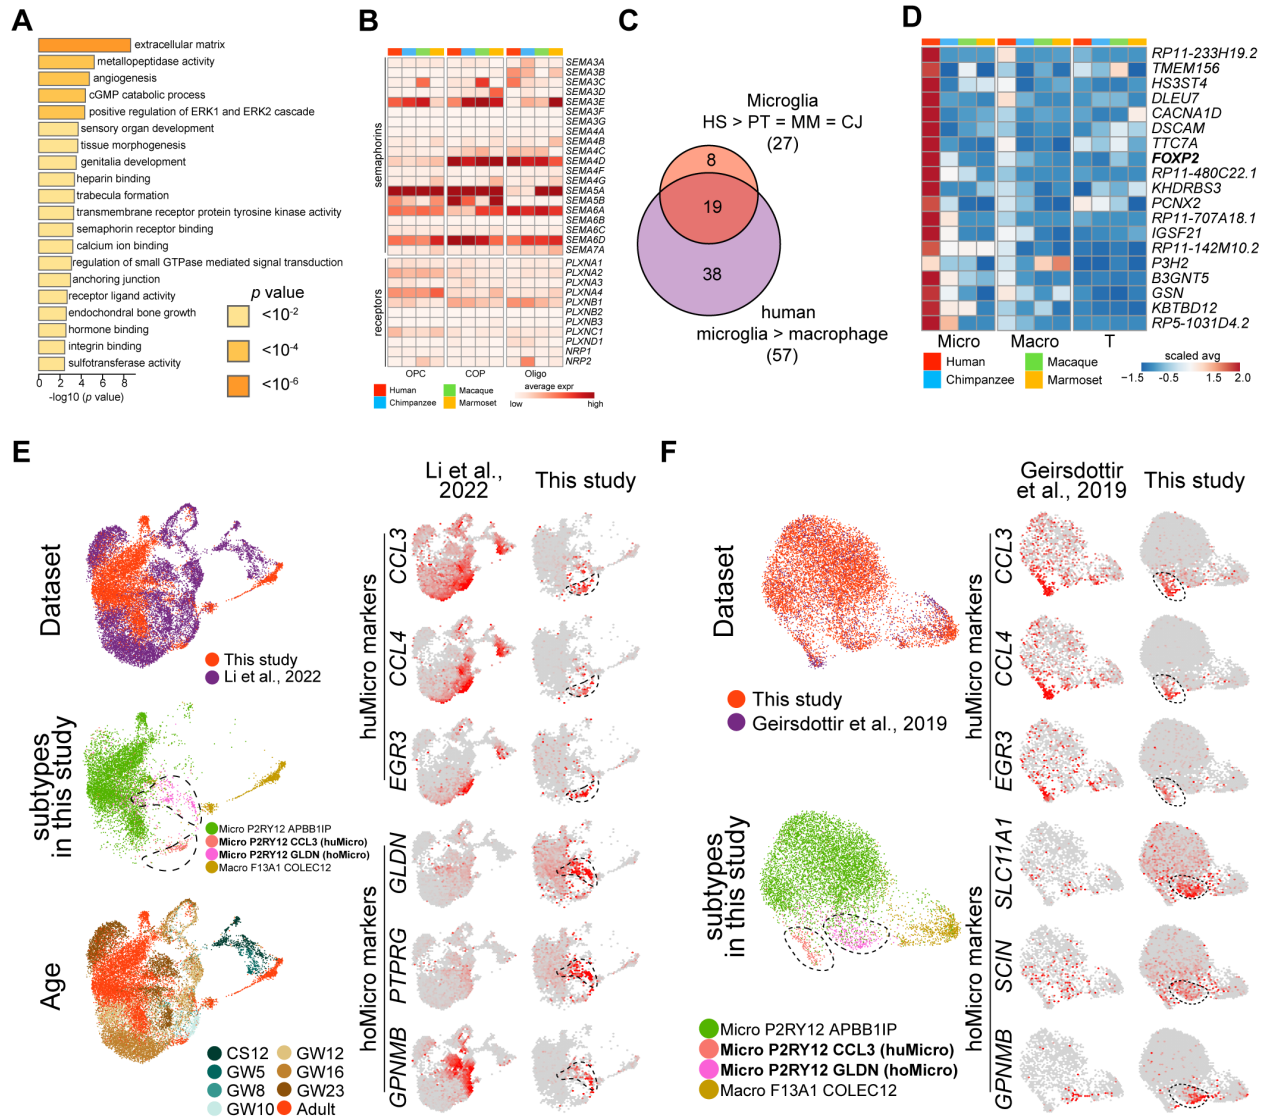 A
extracellular matrix
metallopeptidase activity
angiogenesis
cGMP catabolic process
positive regulation of ERK1 and ERK2 cascade
sensory organ development
tissue morphogenesis
genitalia development
heparin binding
trabecula formation
transmembrane receptor protein tyrosine kinase activity
semaphorin receptor binding
calcium ion binding
regulation of small GTPase mediated signal transduction
anchoring junction
receptor ligand activity
endochondral bone growth
hormone binding
integrin binding
sulfotransferase activity
0 2 4 6 8
-log10 (p value)
p value
<10-2
<10-4
<10-6
B
semaphorins
SEMA3A
SEMA3B
SEMA3C
SEMA3D
SEMA3E
SEMA3F
SEMA3G
SEMA4A
SEMA4B
SEMA4C
SEMA4D
SEMA4F
SEMA4G
SEMA5A
SEMA5B
SEMA6A
SEMA6B
SEMA6C
SEMA6D
SEMA7A
receptors
PLXNA1
PLXNA2
PLXNA3
PLXNA4
PLXNB1
PLXNB2
PLXNB3
PLXNC1
PLXND1
NRP1
NRP2
OPC COP Oligo
Human
Chimpanzee
Macaque
Marmoset
average expr
low high
C
Microglia
HS > PT = MM = CJ
(27)
8
19
38
human
microglia > macrophage
(57)
D
RP11-233H19.2
TMEM156
HS3ST4
DLEU7
CACNA1D
DSCAM
TTC7A
FOXP2
RP11-480C22.1
KHDRBS3
PCNX2
RP11-707A18.1
IGSF21
RP11-142M10.2
P3H2
B3GNT5
GSN
KBTBD12
RP5-1031D4.2
Micro Macro T
Human
Chimpanzee
Macaque
Marmoset
scaled avg
−1.5 -0.5 1.5 2.0
E
Dataset
This study
Li et al., 2022
subtypes
in this study
Micro P2RY12 APBB1IP
Micro P2RY12 CCL3 (huMicro)
Micro P2RY12 GLDN (hoMicro)
Macro F13A1 COLEC12
Age
CS12
GW5
GW8
GW10
GW12
GW16
GW23
Adult
Li et al.,
2022
This study
huMicro markers
CCL3
CCL4
EGR3
hoMicro markers
GLDN
PTPRG
GPNMB
F
Dataset
This study
Geirsdottir et al., 2019
subtypes
in this study
Micro P2RY12 APBB1IP
Micro P2RY12 CCL3 (huMicro)
Micro P2RY12 GLDN (hoMicro)
Macro F13A1 COLEC12
Geirsdottir
et al., 2019
This study
huMicro markers
CCL3
CCL4
EGR3
hoMicro markers
SLC11A1
SCIN
GPNMB